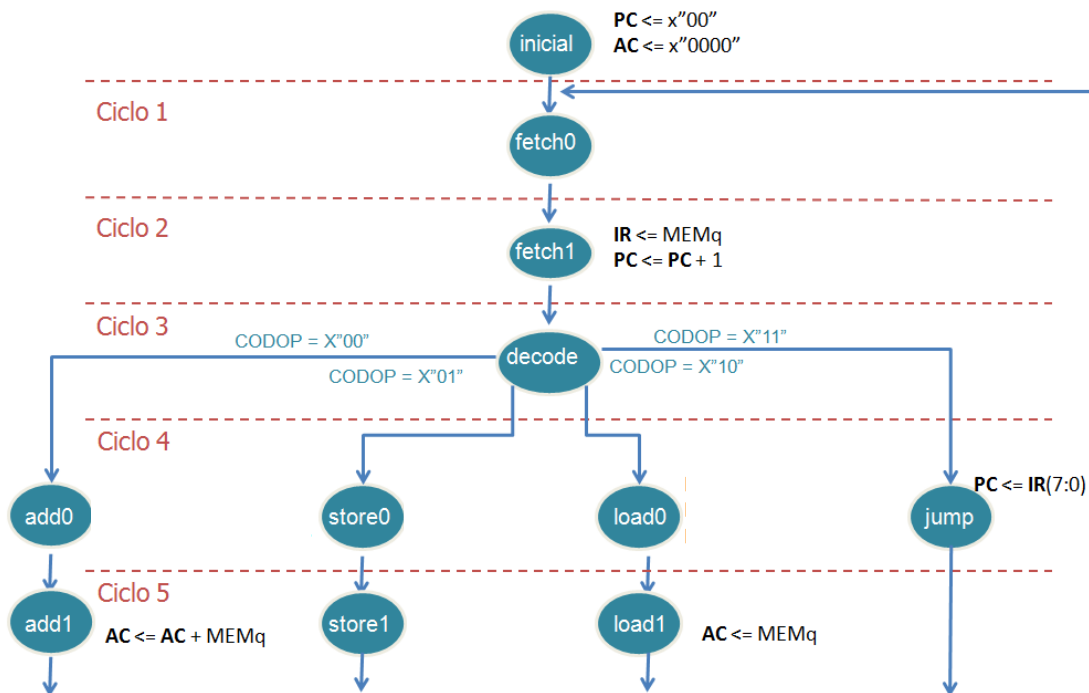 PC <= x”00”
AC <= x”0000”
inicial
Ciclo 1
fetch0
Ciclo 2
fetch1
IR <= MEMq
PC <= PC + 1
Ciclo 3
CODOP = X”00”
CODOP = X”01”
decode
CODOP = X”11”
CODOP = X”10”
Ciclo 4
PC <= IR(7:0)
add0
store0
load0
jump
Ciclo 5
add1
AC <= AC + MEMq
store1
load1
AC <= MEMq